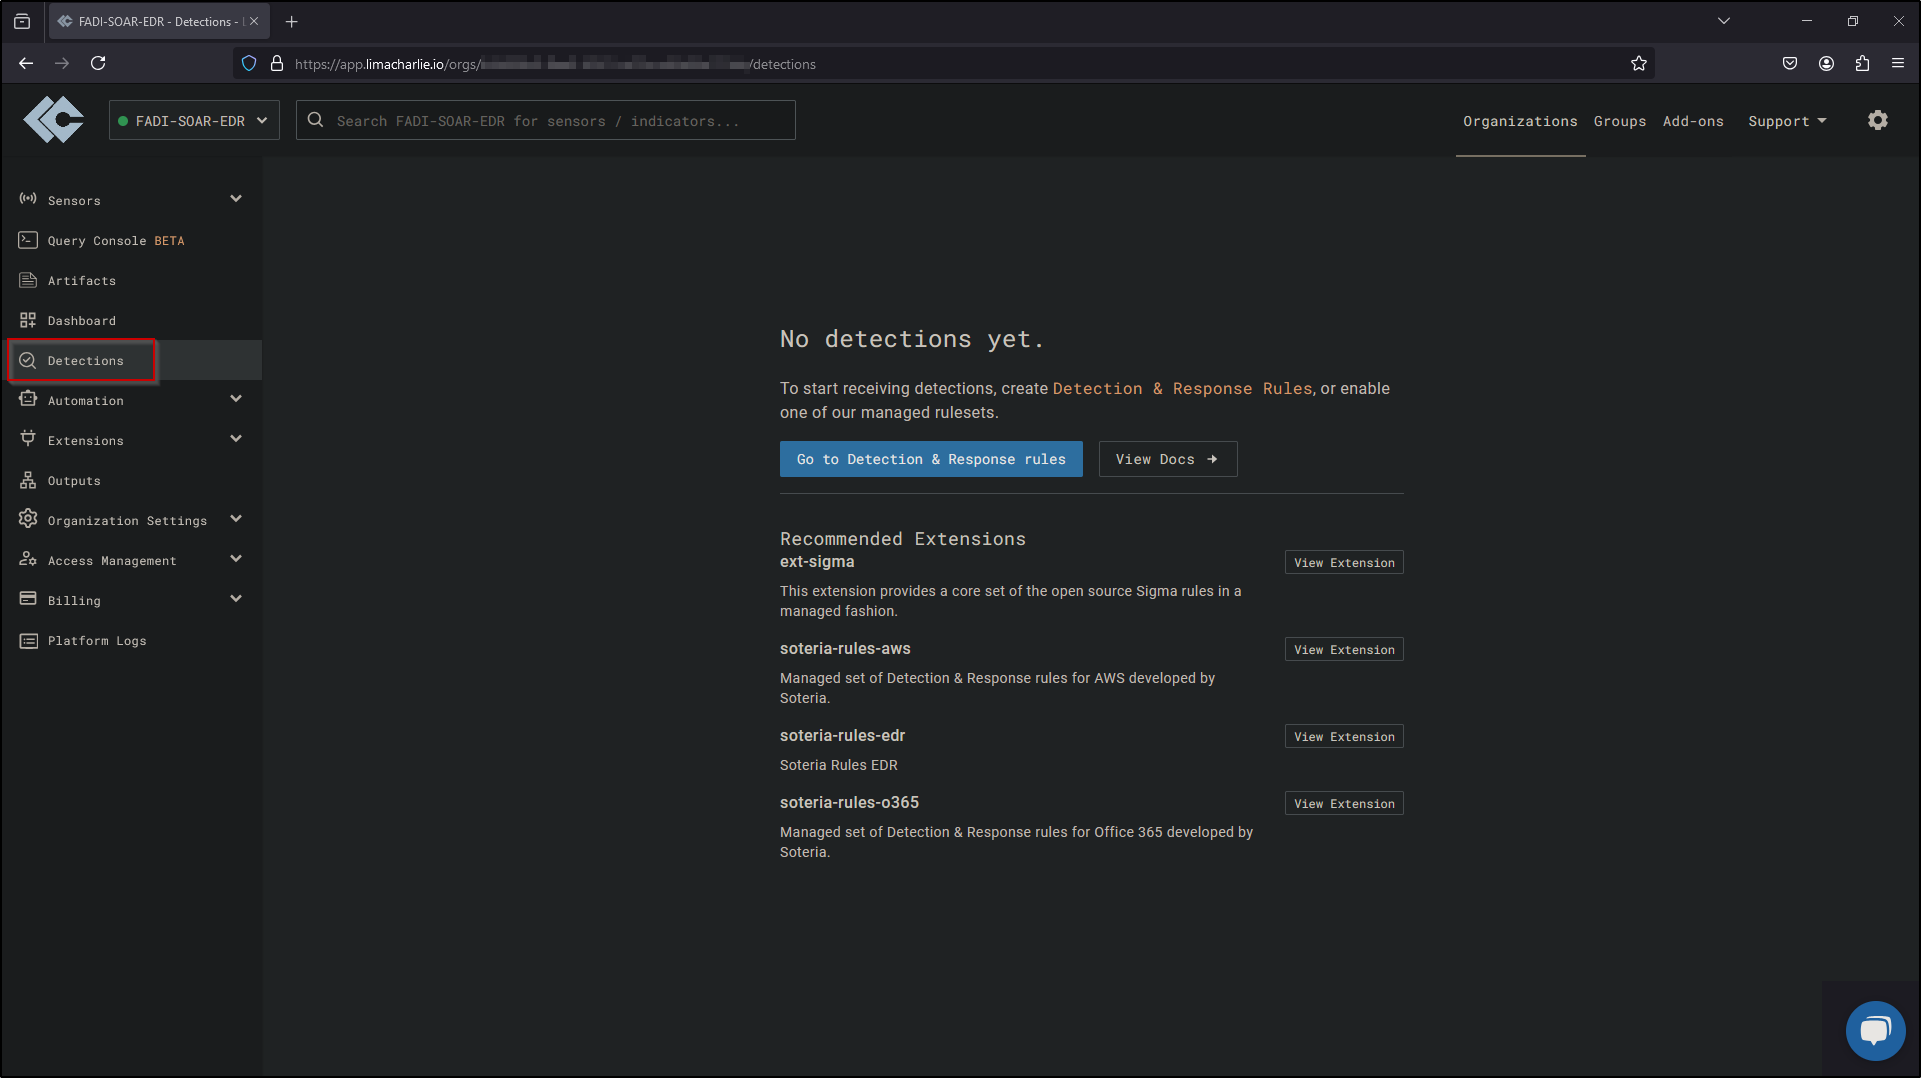 FADI-SOAR-EDR - Detections -
https://app.limacharlie.io/orgs/
/detections
FADI-SOAR-EDR
Search FADI-SOAR-EDR for sensors / indicators...
Organizations
Groups
Add-ons
Support
Sensors
Query Console BETA
Artifacts
Dashboard
Detections
Automation
Extensions
Outputs
Organization Settings
Access Management
Billing
Platform Logs
No detections yet.
To start receiving detections, create Detection & Response Rules, or enable
one of our managed rulesets.
Go to Detection & Response rules
View Docs →
Recommended Extensions
ext-sigma
View Extension
This extension provides a core set of the open source Sigma rules in a
managed fashion.
soteria-rules-aws
View Extension
Managed set of Detection & Response rules for AWS developed by
Soteria.
soteria-rules-edr
View Extension
Soteria Rules EDR
soteria-rules-o365
View Extension
Managed set of Detection & Response rules for Office 365 developed by
Soteria.